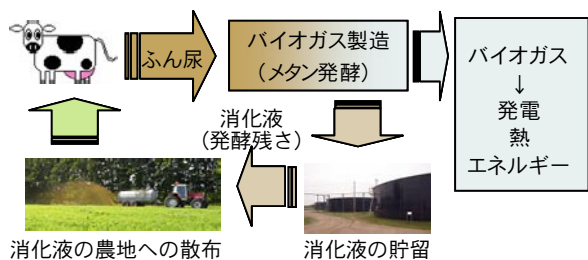 ふん尿
バイオガス製造
（メタン発酵）
バイオガス
↓
発電
熱
エネルギー
消化液
（発酵残さ）
消化液の農地への散布
消化液の貯留